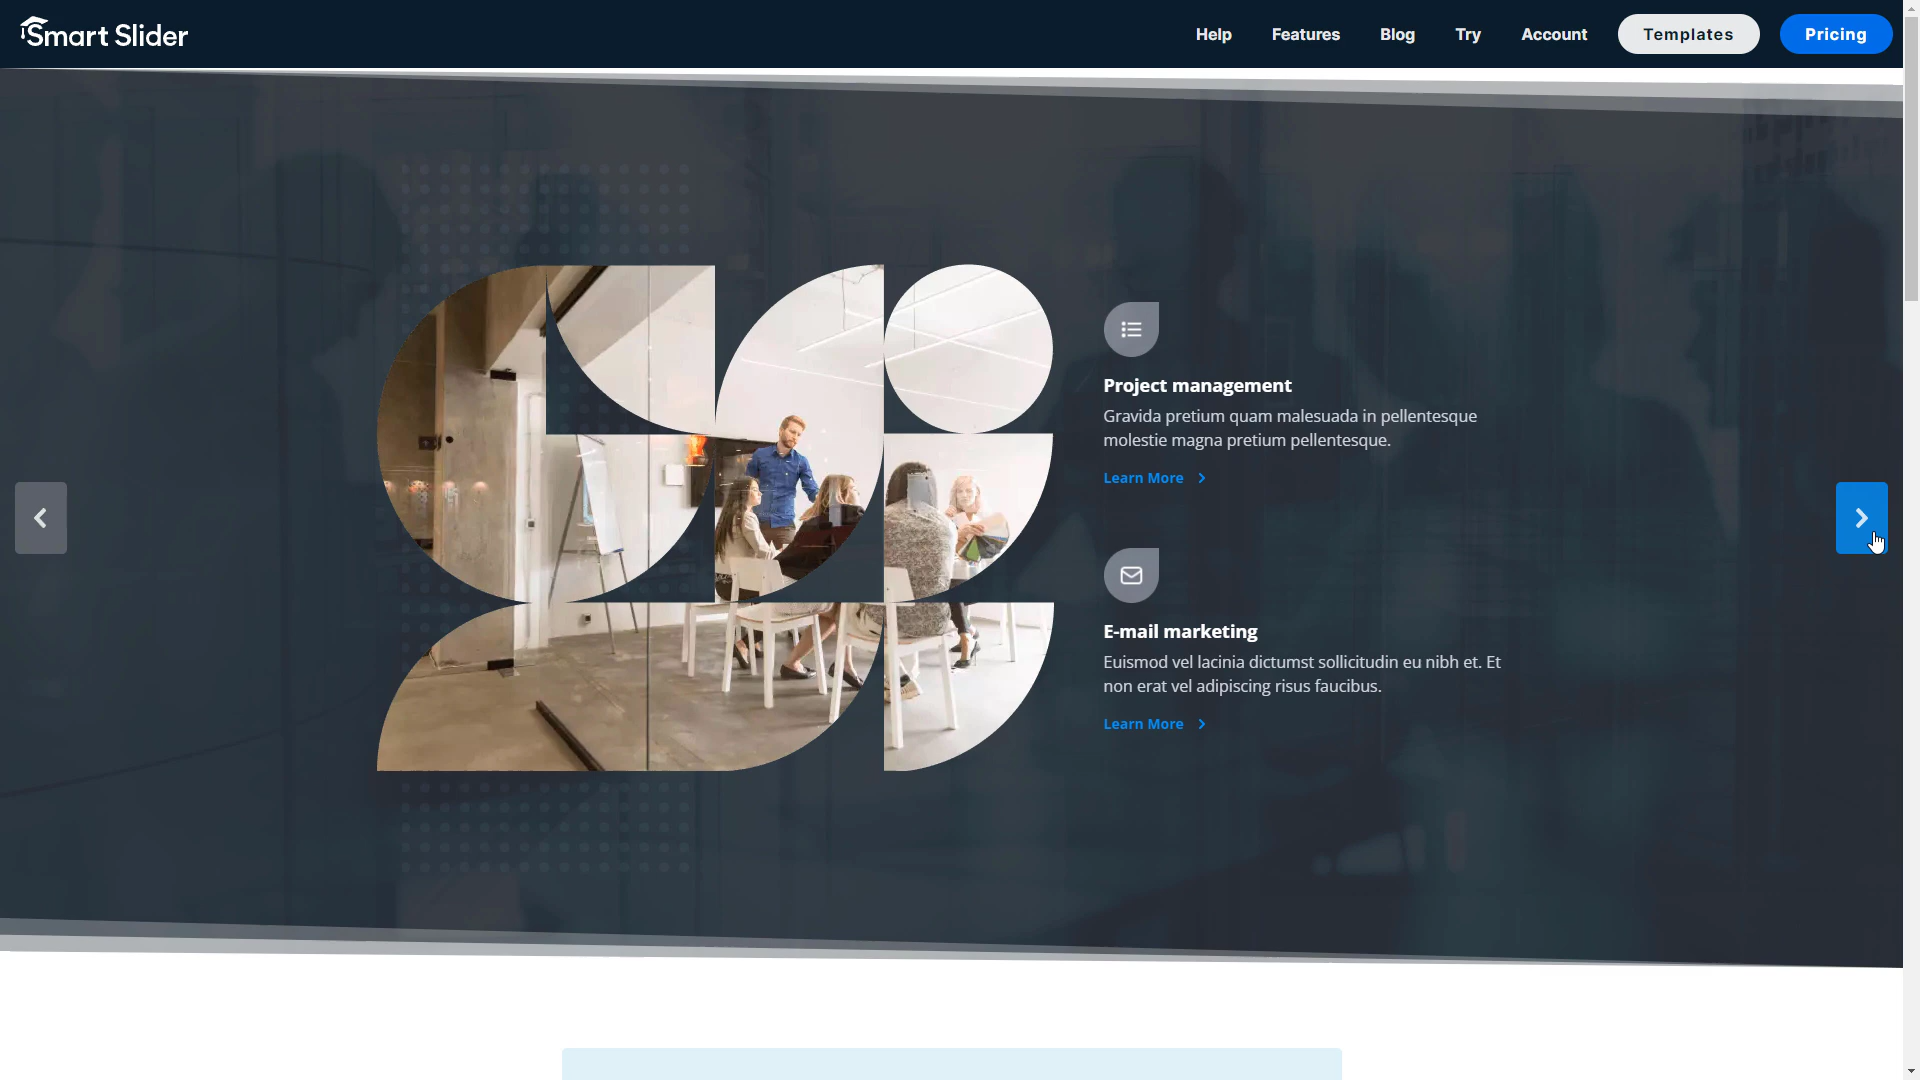 Smart Slider
Help
Features
Blog
Try
Account
Templates
Pricing
Project management
Gravida pretium quam malesuada in pellentesque
molestie magna pretium pellentesque.
Learn More
E-mail marketing
Euismod vel lacinia dictumst sollicitudin eu nibh et. Et
non erat vel adipiscing risus faucibus.
Learn More